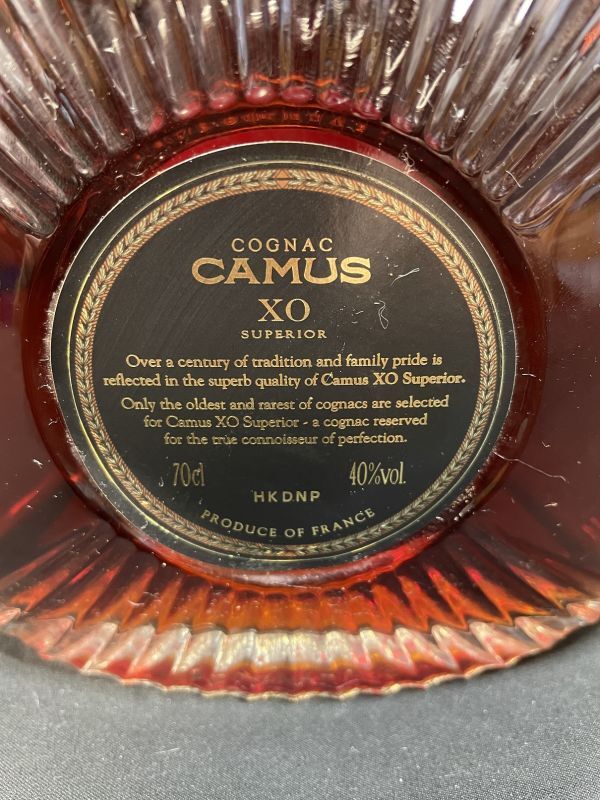 COGNAC
CAMUS
XO
SUPERIOR
Over a century of tradition and family pride is
reflected in the superb quality of Camus XO Superior.
Only the oldest and rarest of cognacs are selected
for Camus XO Superior - a cognac reserved
for the true connoisseur of perfection.
70cl 40%vol.
HKDNP
PRODUCE OF FRANCE